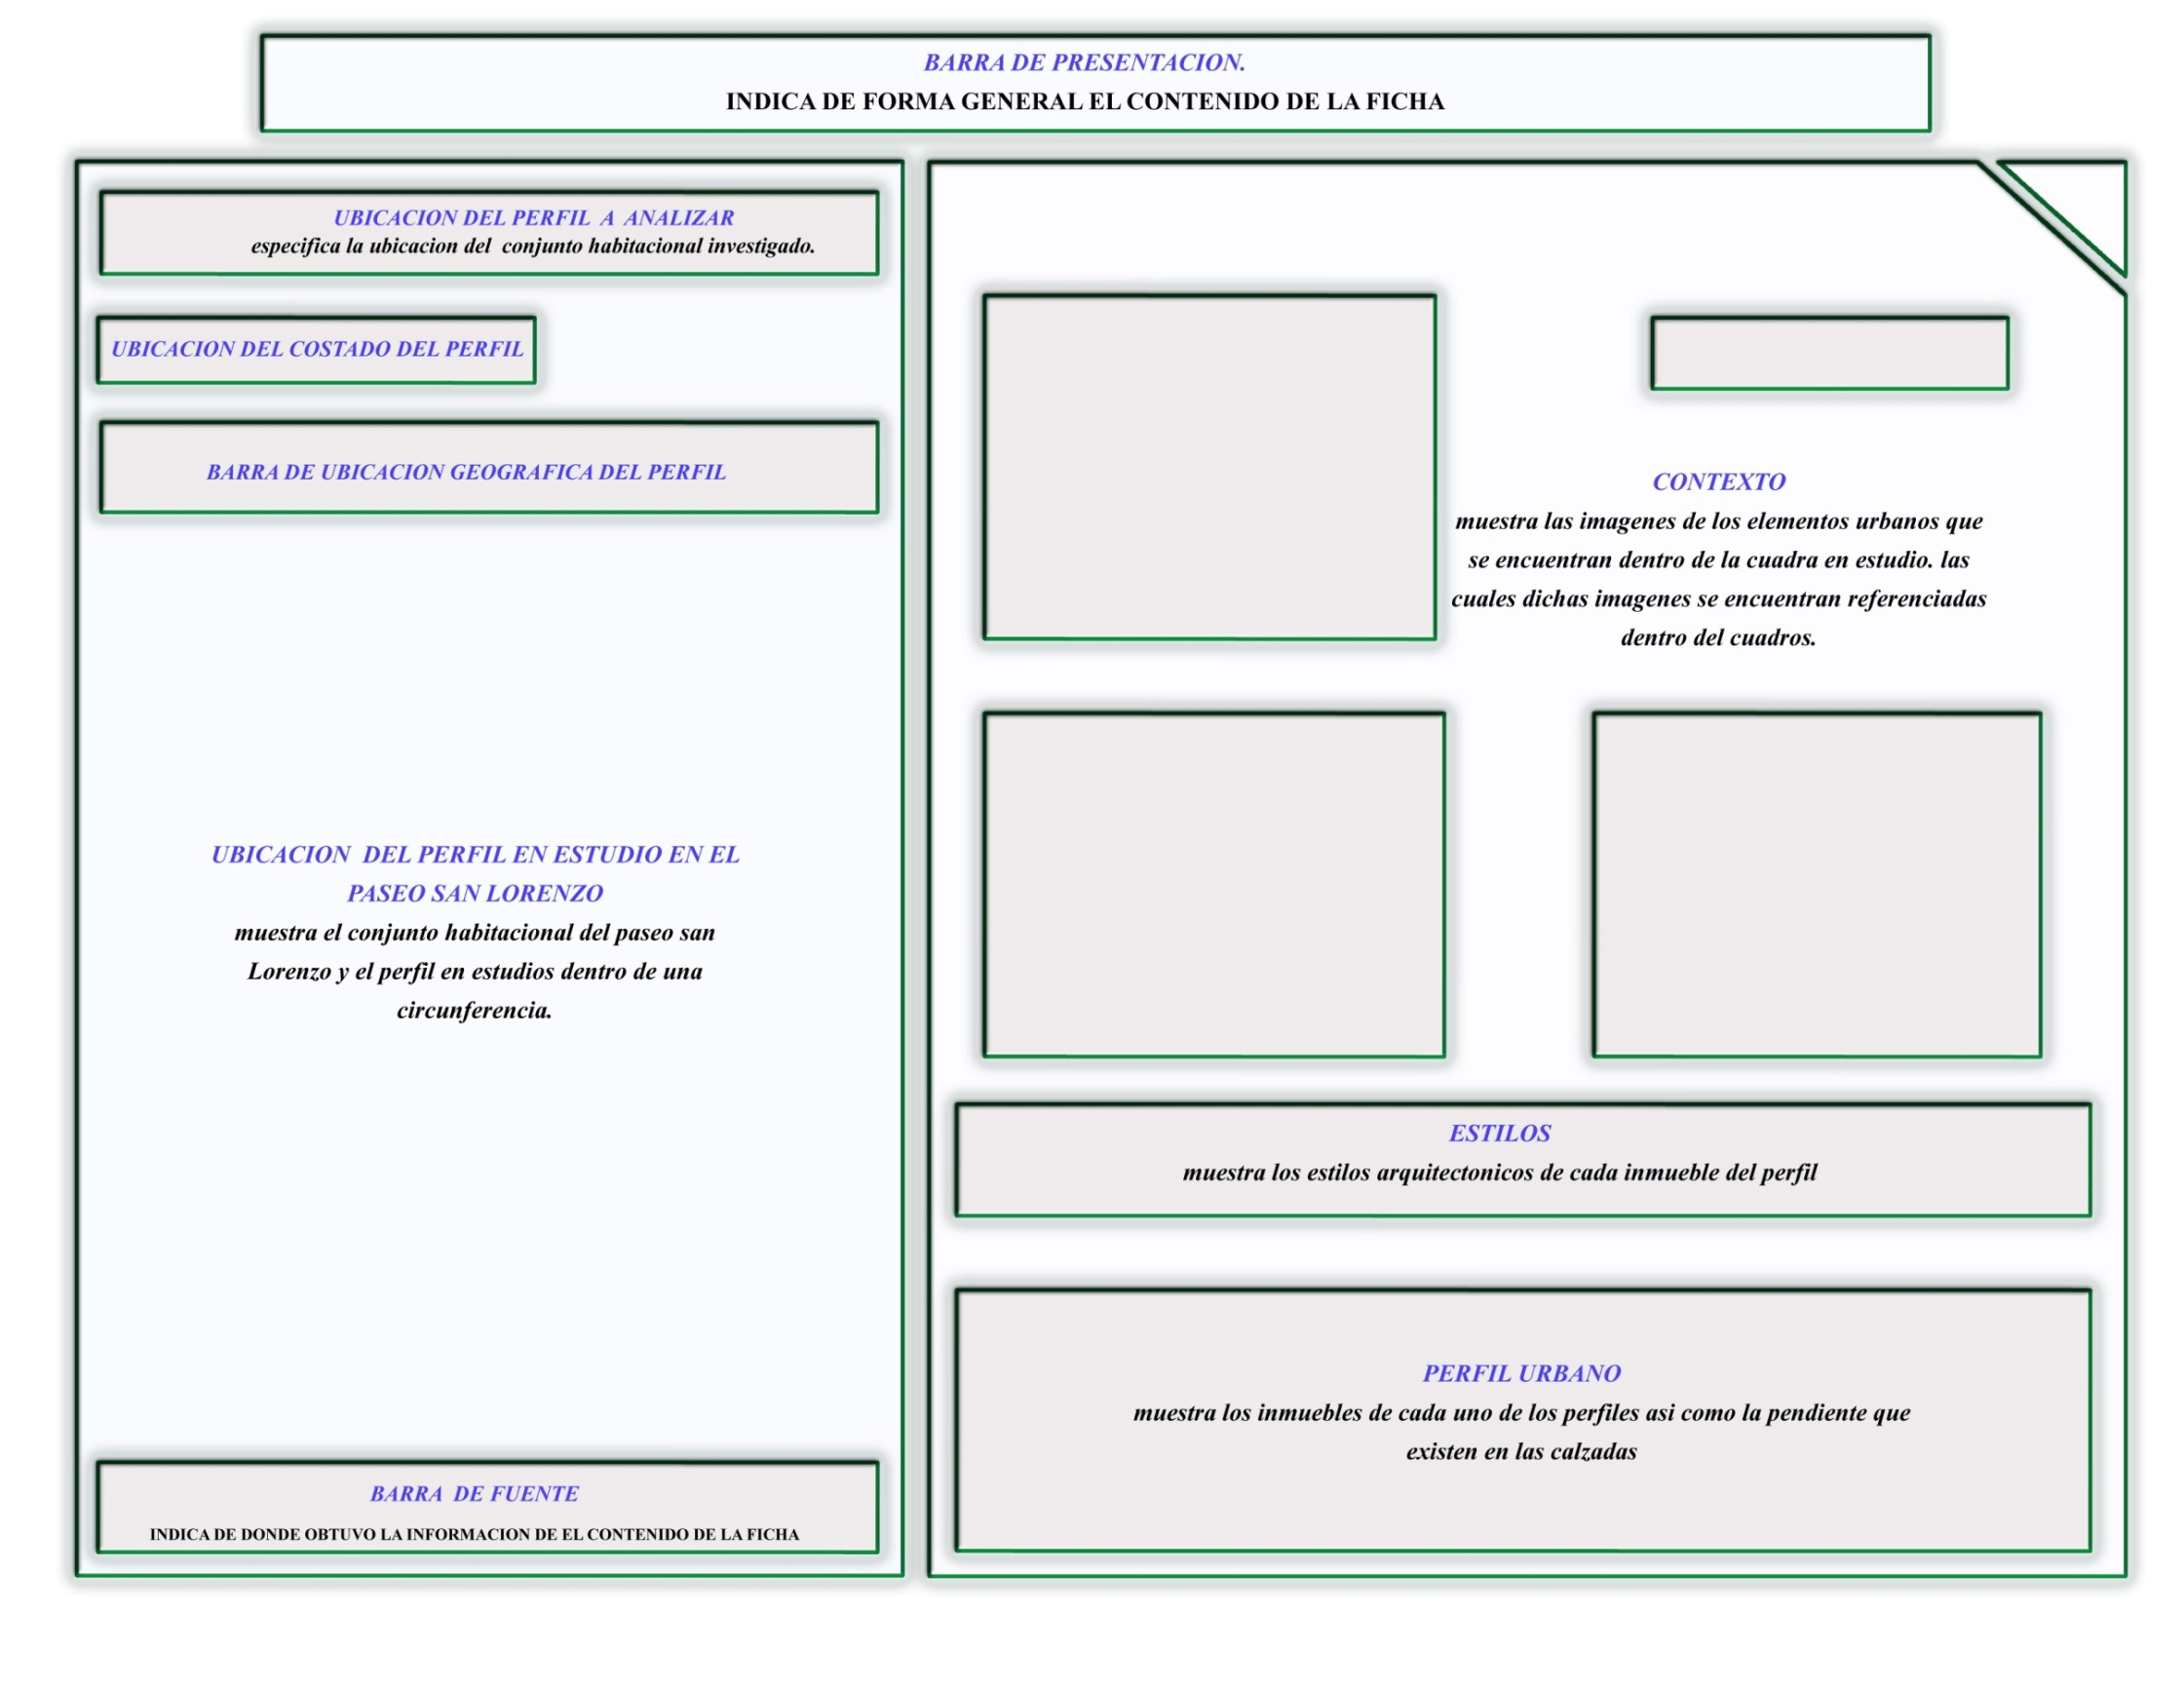 BARRA DE PRESENTACION.
INDICA DE FORMA GENERAL EL CONTENIDO DE LA FICHA
UBICACION DEL PERFIL A ANALIZAR
especifica la ubicacion del conjunto habitacional investigado.
UBICACION DEL COSTADO DEL PERFIL
BARRA DE UBICACION GEOGRAFICA DEL PERFIL
UBICACION DEL PERFIL EN ESTUDIO EN EL
PASEO SAN LORENZO
muestra el conjunto habitacional del paseo san
Lorenzo y el perfil en estudios dentro de una
circunferencia.
BARRA DE FUENTE
INDICA DE DONDE OBTUVO LA INFORMACION DE EL CONTENIDO DE LA FICHA
CONTEXTO
muestra las imagenes de los elementos urbanos que
se encuentran dentro de la cuadra en estudio. las
cuales dichas imagenes se encuentran referenciadas
dentro del cuadros.
ESTILOS
muestra los estilos arquitectonicos de cada inmueble del perfil
PERFIL URBANO
muestra los inmuebles de cada uno de los perfiles asi como la pendiente que
existen en las calzadas